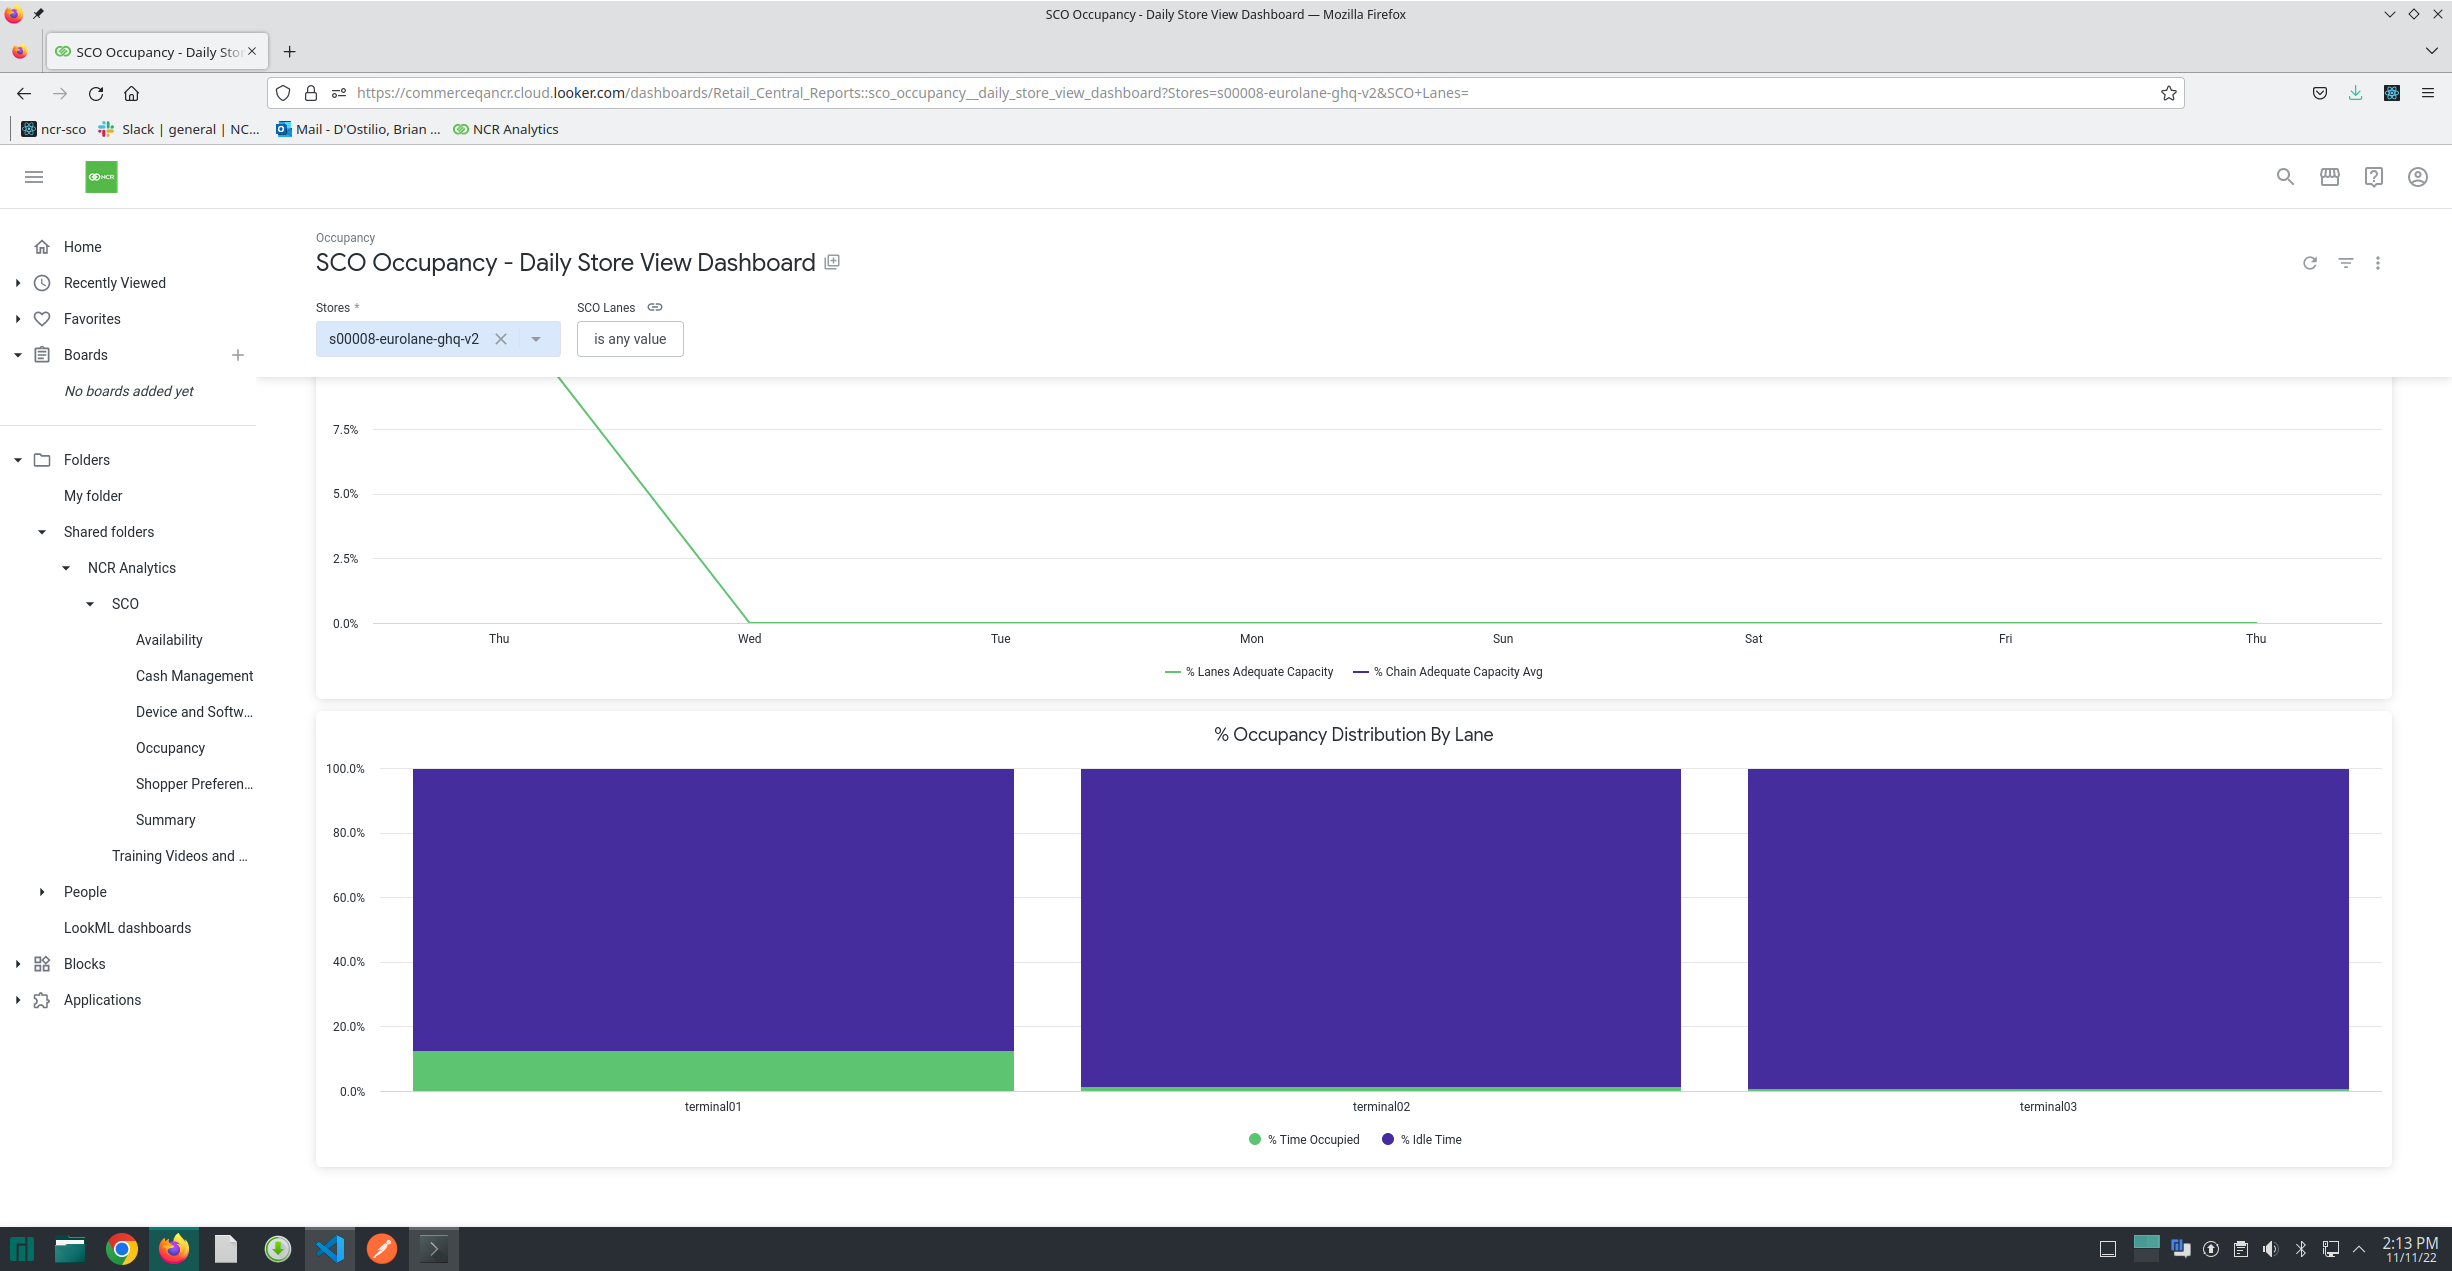 SCO Occupancy - Daily Store View Dashboard — Mozilla Firefox
SCO Occupancy - Daily Sto
https://commerceqancr.cloud.looker.com/dashboards/Retail_Central_Reports::sco_occupancy__daily_store_view_dashboard?Stores=s00008-eurolane-ghq-v2&SCO+Lanes=
ncr-sco
Slack | general | NC...
Mail - D'Ostilio, Brian ...
NCR Analytics
NCR
Home
Recently Viewed
Favorites
Boards
No boards added yet
Folders
My folder
Shared folders
NCR Analytics
SCO
Availability
Cash Management
Device and Softw...
Occupancy
Shopper Preferen...
Summary
Training Videos and ...
People
LookML dashboards
Blocks
Applications
Occupancy
SCO Occupancy - Daily Store View Dashboard
Stores *
SCO Lanes
s00008-eurolane-ghq-v2
is any value
7.5%
5.0%
2.5%
0.0%
Thu Wed Tue Mon Sun Sat Fri Thu
% Lanes Adequate Capacity % Chain Adequate Capacity Avg
% Occupancy Distribution By Lane
100.0%
80.0%
60.0%
40.0%
20.0%
0.0%
terminal01 terminal02 terminal03
% Time Occupied % Idle Time
2:13 PM
11/11/22